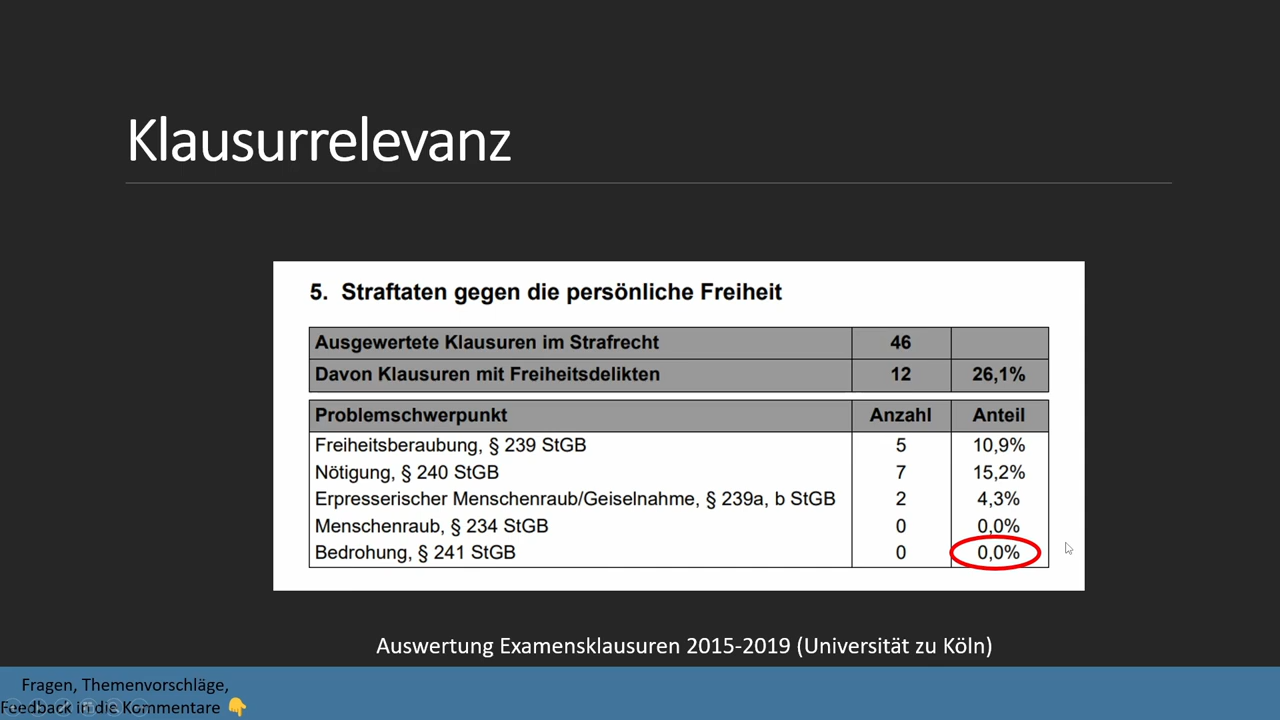 Klausurrelevanz
5. Straftaten gegen die persönliche Freiheit
Ausgewertete Klausuren im Strafrecht 46
Davon Klausuren mit Freiheitsdelikten 12 26,1%
Problemschwerpunkt Anzahl Anteil
Freiheitsberaubung, § 239 StGB 5 10,9%
Nötigung, § 240 StGB 7 15,2%
Erpresserischer Menschenraub/Geiselnahme, § 239a, b StGB 2 4,3%
Menschenraub, § 234 StGB 0 0,0%
Bedrohung, § 241 StGB 0 0,0%
Auswertung Examensklausuren 2015-2019 (Universität zu Köln)
Fragen, Themenvorschläge,
Feedback in die Kommentare 👇